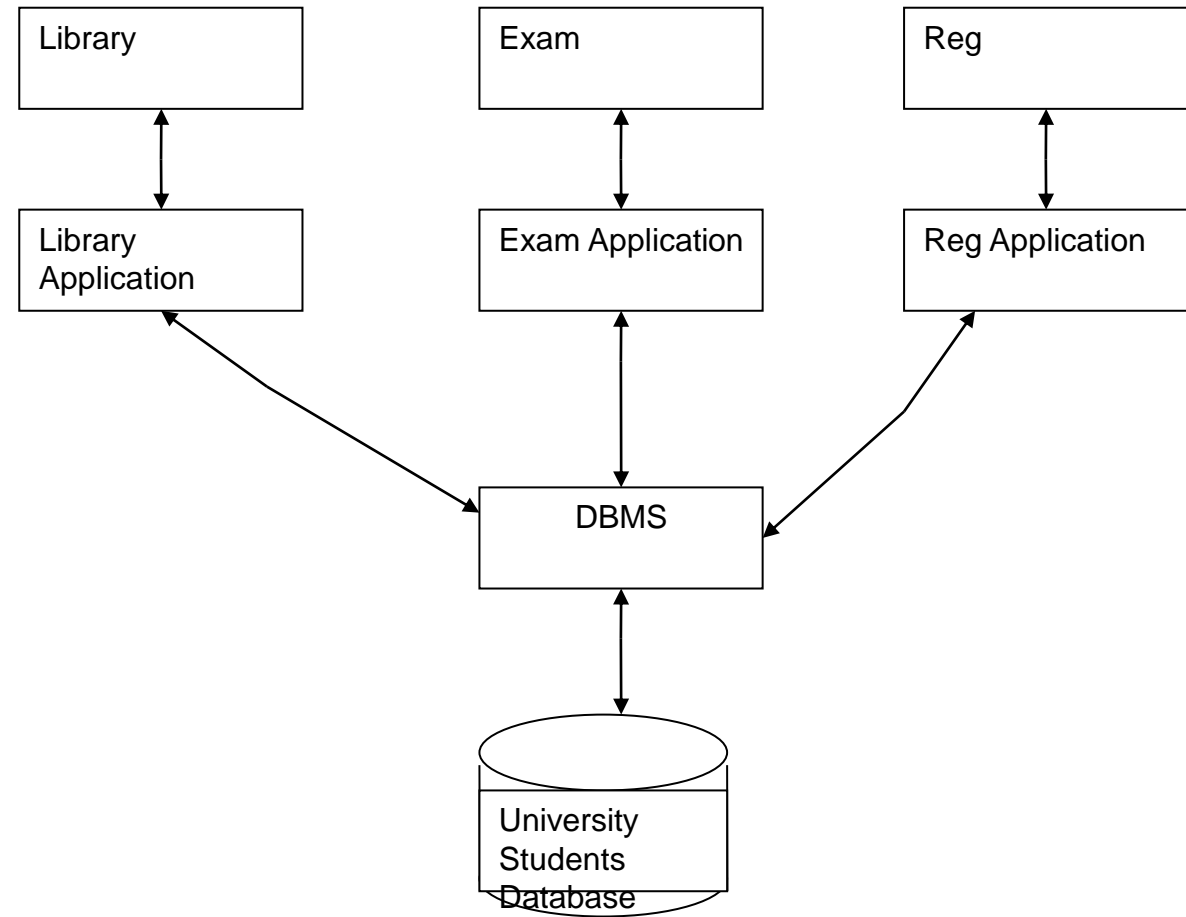 Library
Exam
Reg
Library
Application
Exam Application
Reg Application
DBMS
University
Students
Database